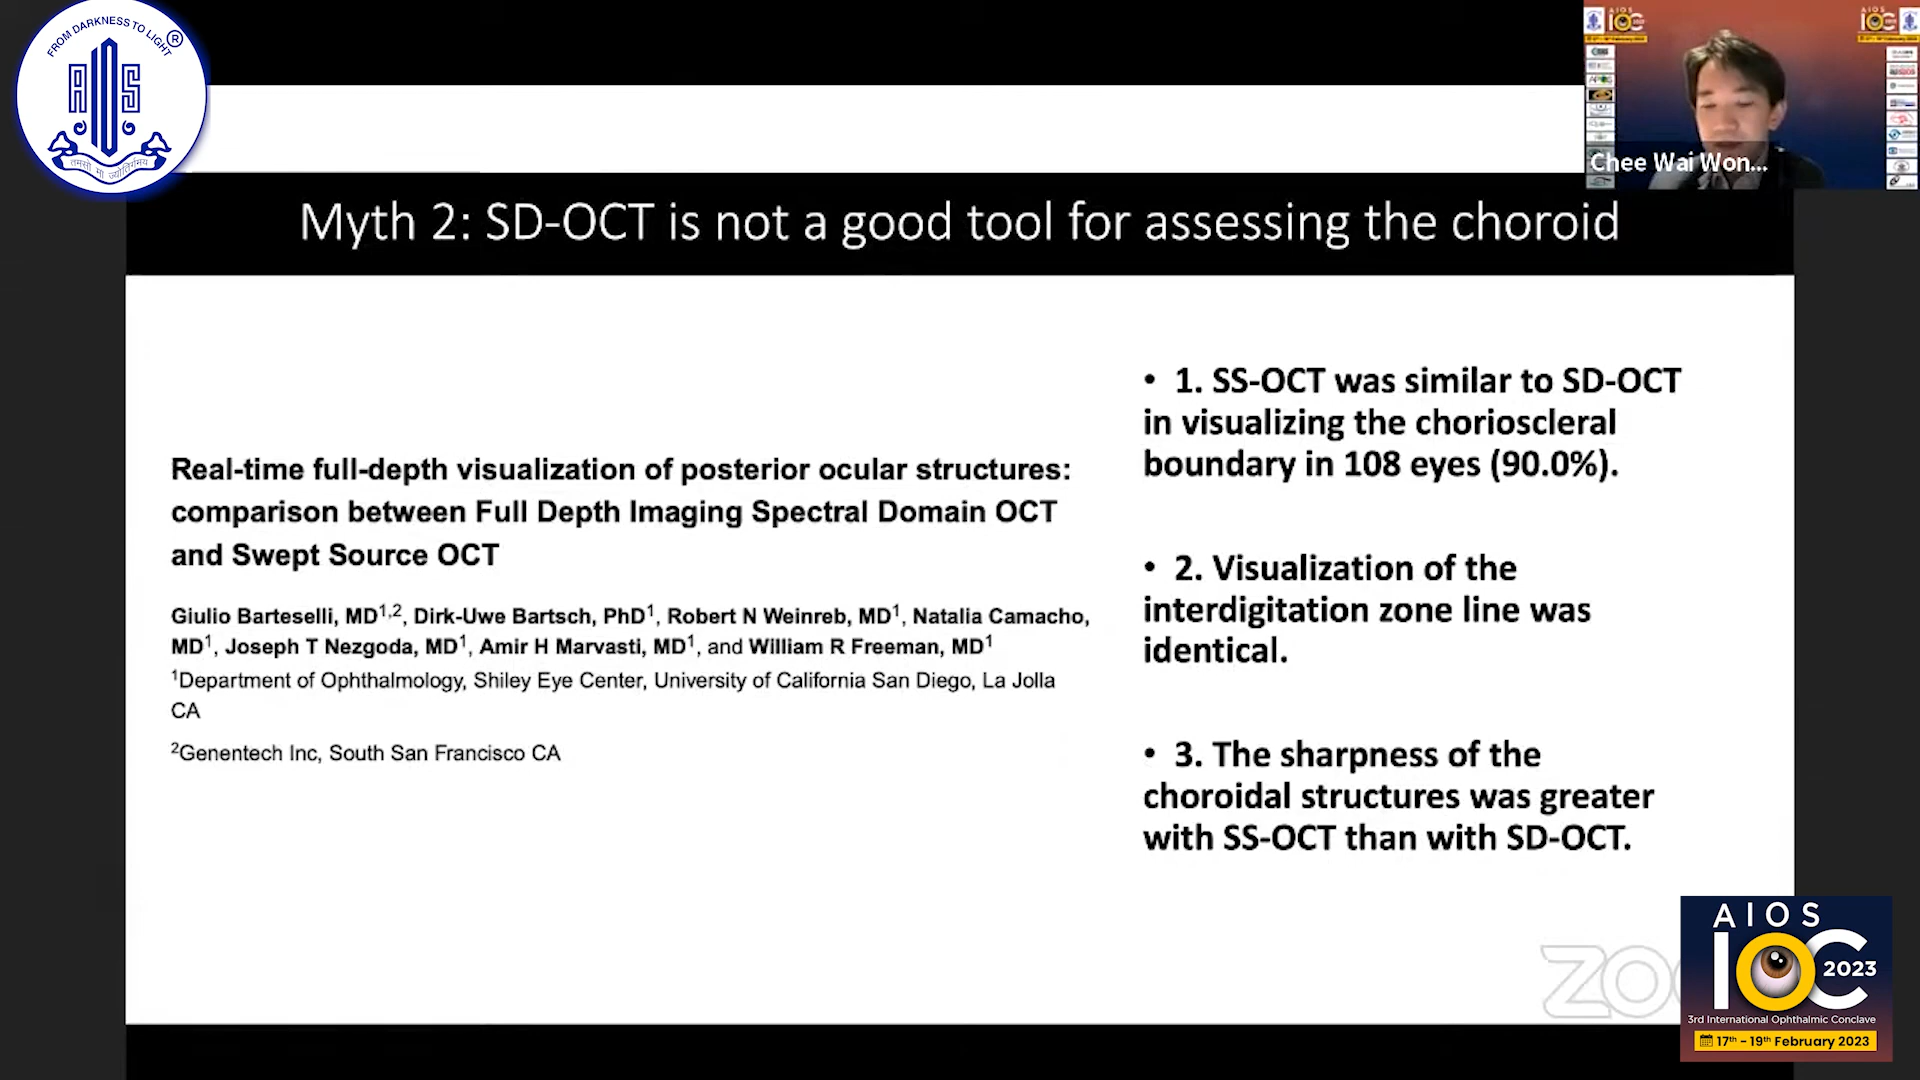 FROM DARKNESS TO LIGHT
®
AIOS
तमसो मा ज्योतिर्गमय
Chee Wai Won...
Myth 2: SD-OCT is not a good tool for assessing the choroid
Real-time full-depth visualization of posterior ocular structures:
comparison between Full Depth Imaging Spectral Domain OCT
and Swept Source OCT
Giulio Barteselli, MD1,2, Dirk-Uwe Bartsch, PhD1, Robert N Weinreb, MD1, Natalia Camacho,
MD1, Joseph T Nezgoda, MD1, Amir H Marvasti, MD1, and William R Freeman, MD1
1Department of Ophthalmology, Shiley Eye Center, University of California San Diego, La Jolla
CA
2Genentech Inc, South San Francisco CA
• 1. SS-OCT was similar to SD-OCT
in visualizing the chorioscleral
boundary in 108 eyes (90.0%).
• 2. Visualization of the
interdigitation zone line was
identical.
• 3. The sharpness of the
choroidal structures was greater
with SS-OCT than with SD-OCT.
ZO
AIOS
IOC 2023
3rd International Ophthalmic Conclave
17th - 19th February 2023